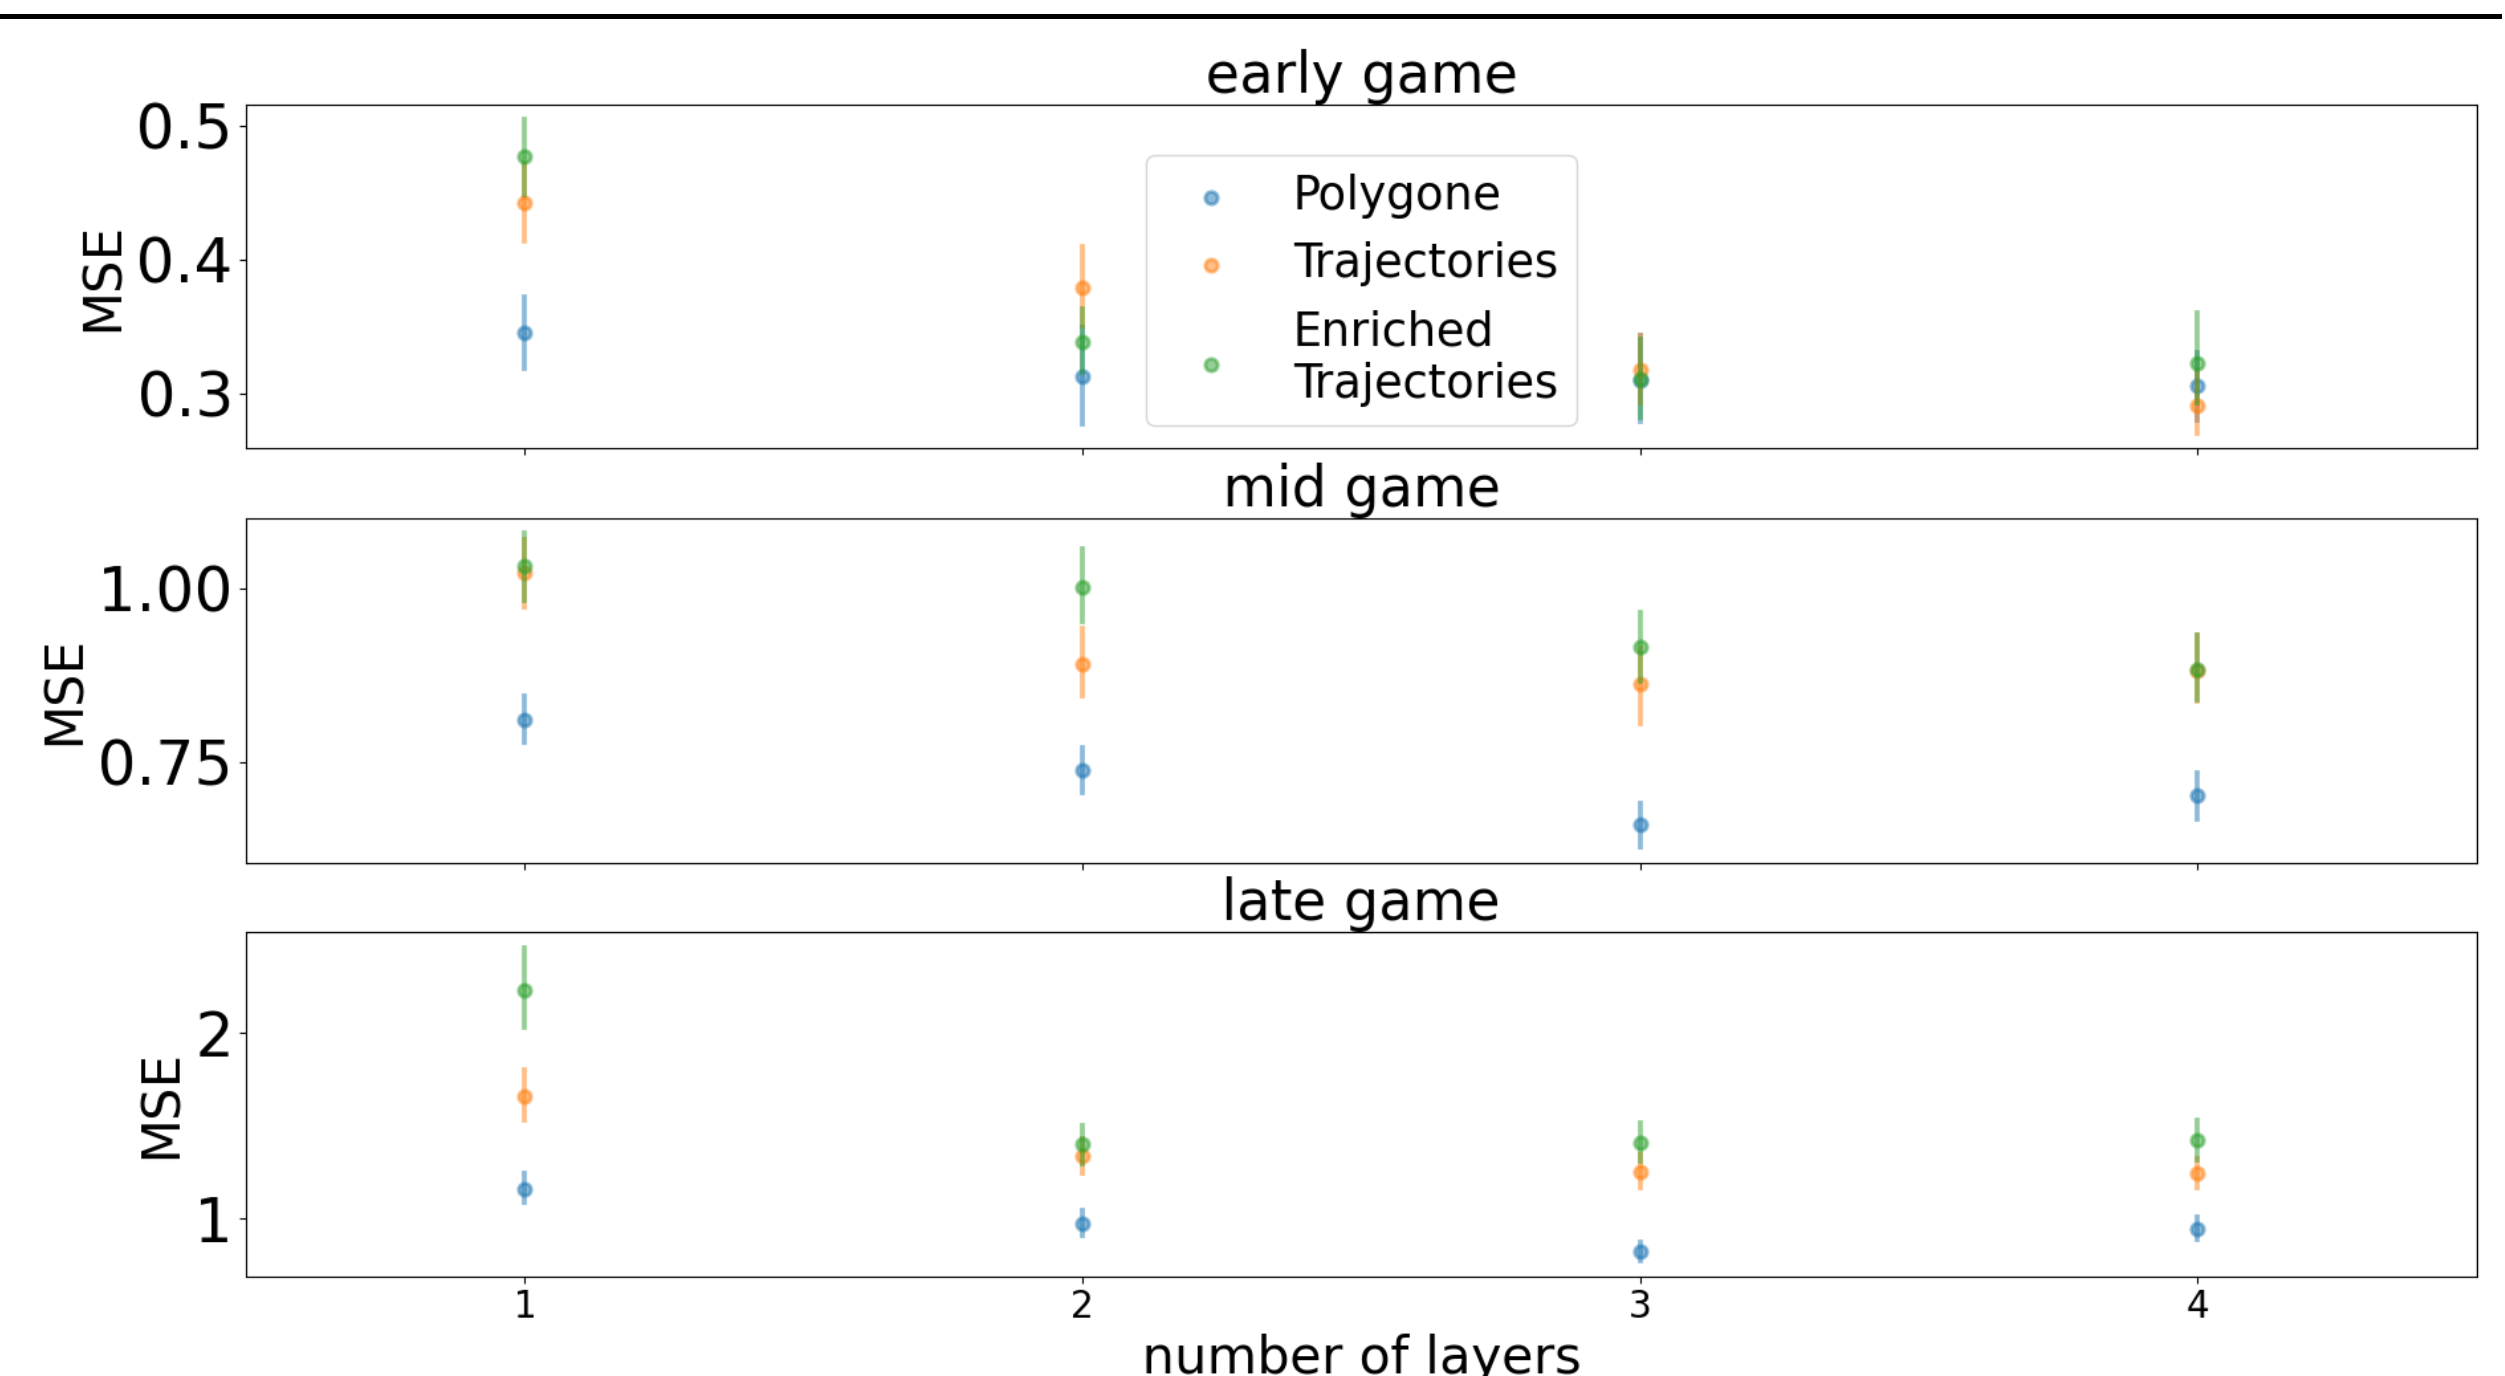 early game
0.5
0.4
0.3
MSE
Polygone
Trajectories
Enriched
Trajectories
mid game
1.00
0.75
MSE
late game
2
1
MSE
1 2 3 4
number of layers